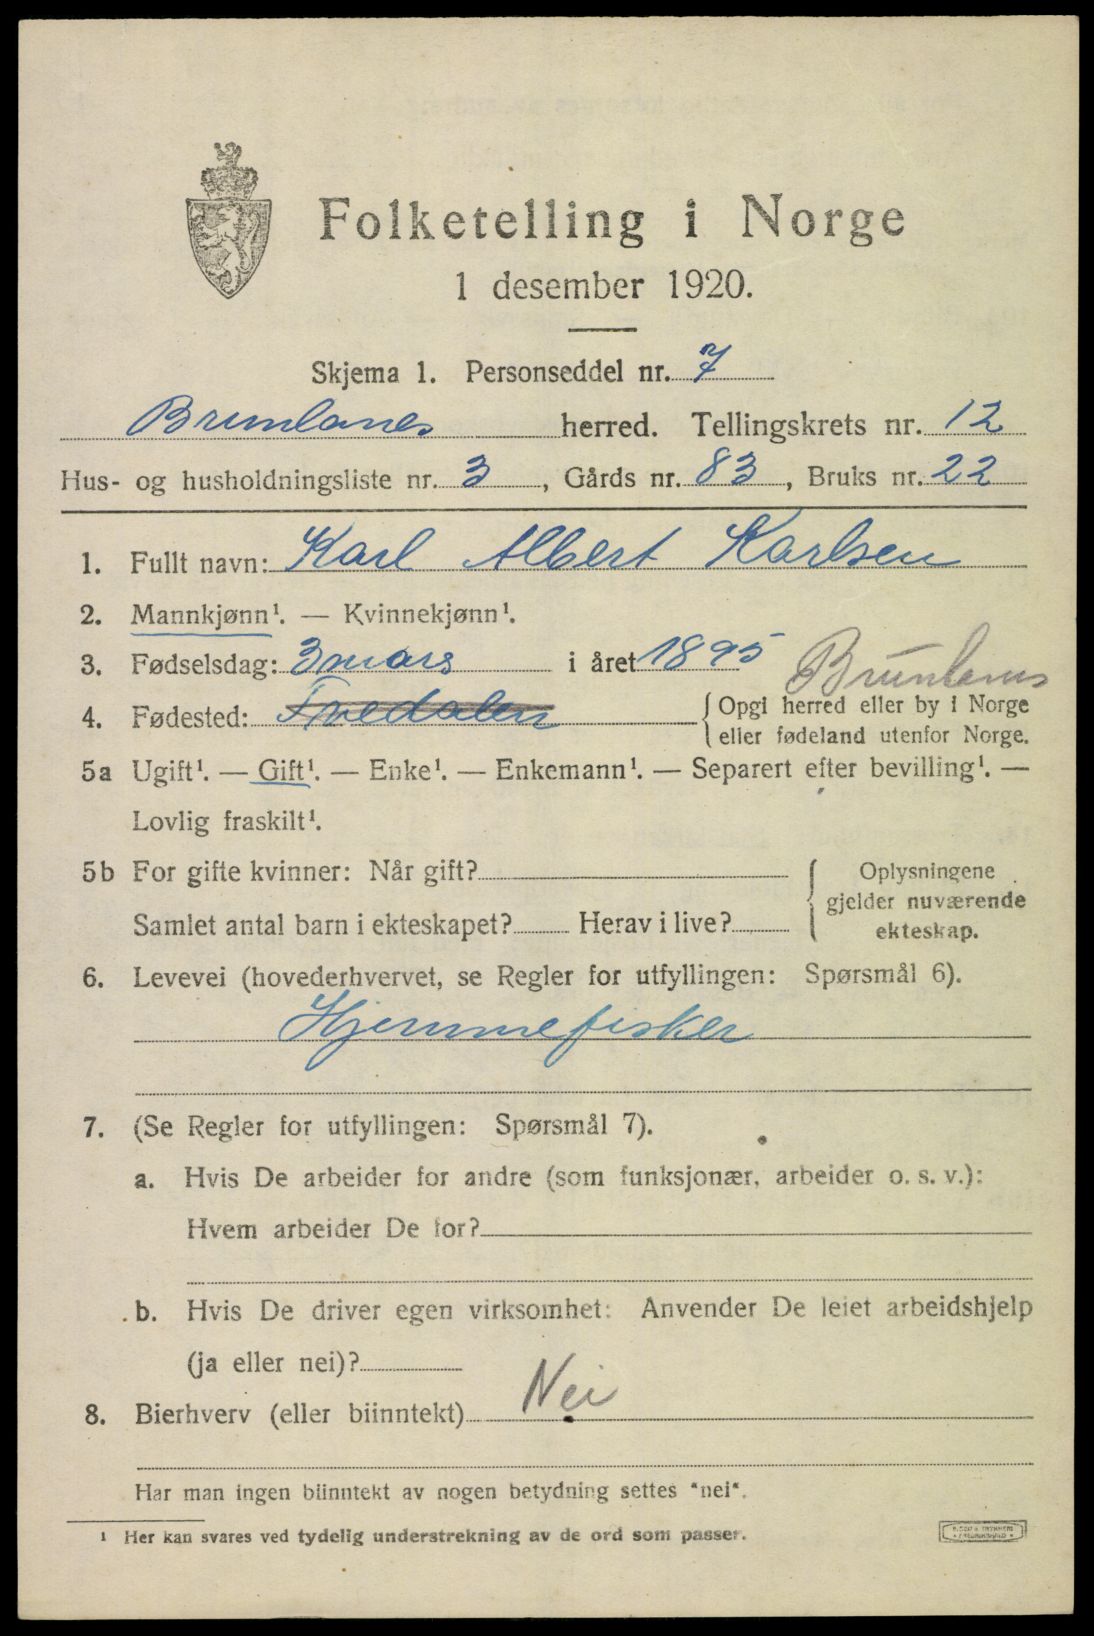 Folketelling i Norge
1 desember 1920.
Skjema 1. Personseddel nr. 7
Brunlanes herred. Tellingskrets nr. 12
Hus- og husholdningsliste nr. 3, Gårds nr. 83, Bruks nr. 22
1. Fullt navn: Karl Albert Karlsen
2. Mannkjønn¹. — Kvinnekjønn¹.
3. Fødselsdag: 3 mars i året 1895 Brunlanes
4. Fødested: Tvedalen { Opgi herred eller by i Norge
eller fødeland utenfor Norge.
5a Ugift¹. — Gift¹. — Enke¹. — Enkemann¹. — Separert efter bevilling¹. —
Lovlig fraskilt¹.
5b For gifte kvinner: Når gift? { Oplysningene
gjelder nuværende
Samlet antal barn i ekteskapet? Herav i live? ekteskap.
6. Levevei (hovederhvervet, se Regler for utfyllingen: Spørsmål 6).
Hjemmefisker
7. (Se Regler for utfyllingen: Spørsmål 7).
a. Hvis De arbeider for andre (som funksjonær, arbeider o. s. v.):
Hvem arbeider De for?
b. Hvis De driver egen virksomhet: Anvender De leiet arbeidshjelp
(ja eller nei)?
8. Bierhverv (eller biinntekt) Nei
Har man ingen biinntekt av nogen betydning settes "nei".
¹ Her kan svares ved tydelig understrekning av de ord som passer.